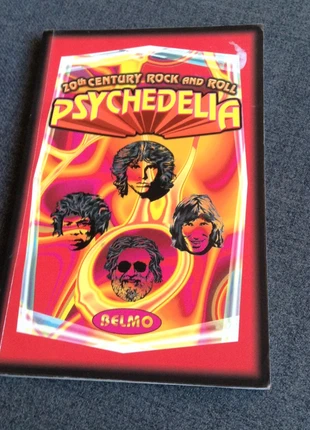 20th CENTURY ROCK AND ROLL
PSYCHEDELIA
BELMO